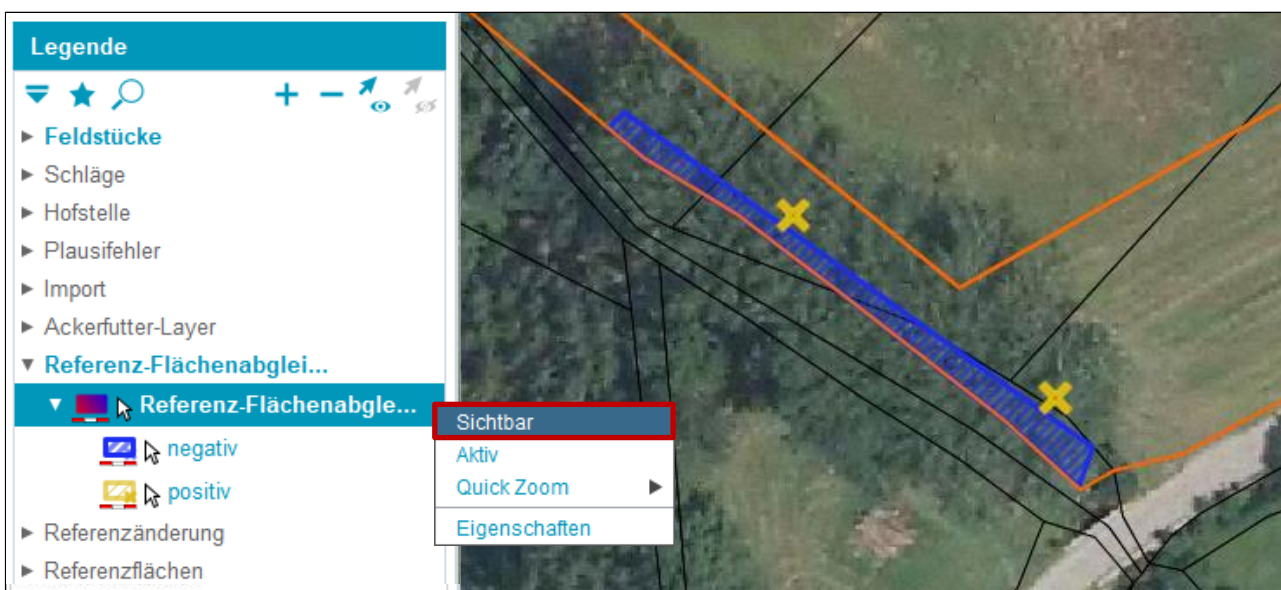 Legende
Feldstücke
Schläge
Hofstelle
Plausifehler
Import
Ackerfutter-Layer
Referenz-Flächenabglei...
Referenz-Flächenabgle...
negativ
positiv
Referenzänderung
Referenzflächen
Sichtbar
Aktiv
Quick Zoom
Eigenschaften